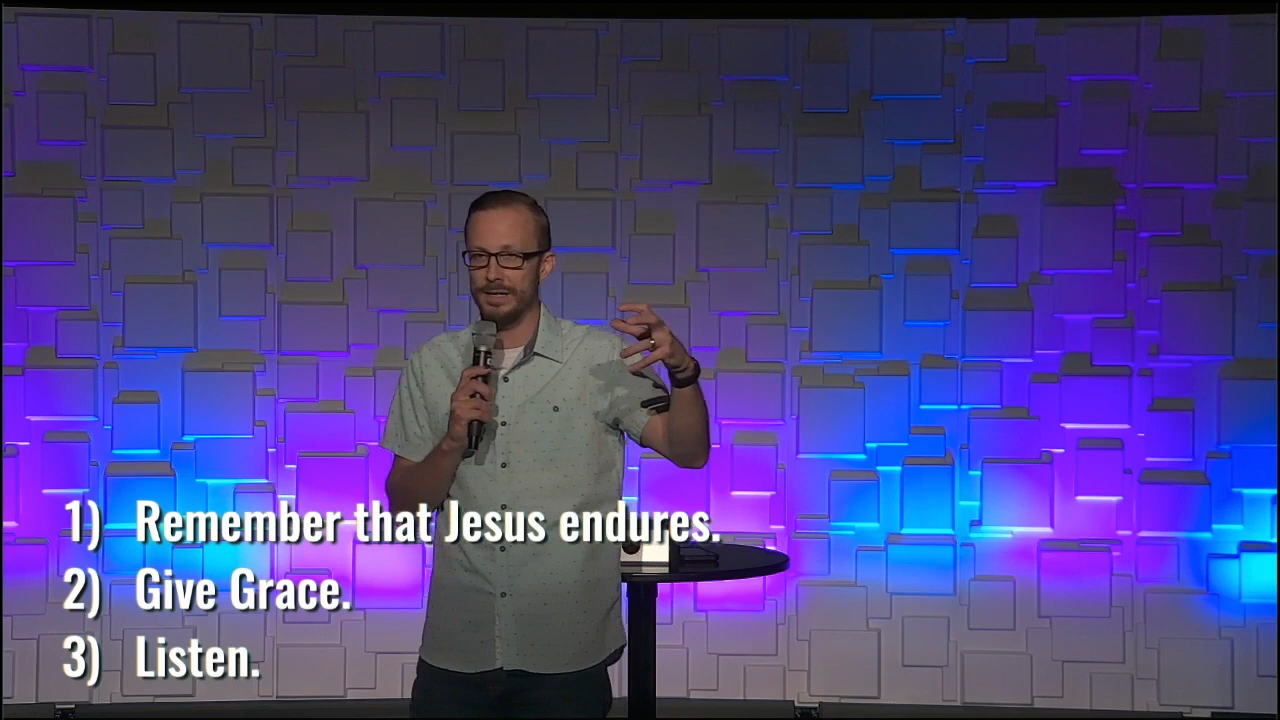 1) Remember that Jesus endures.
2) Give Grace.
3) Listen.